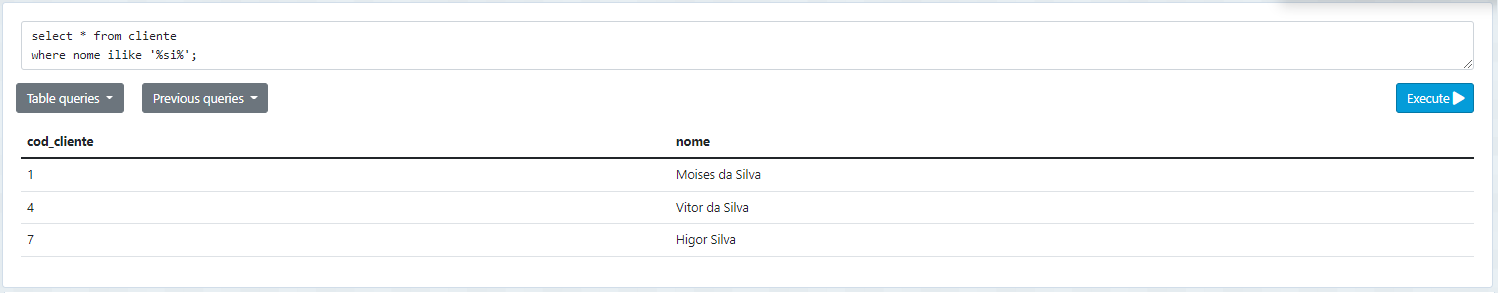 select * from cliente
where nome ilike '%si%';
Table queries
Previous queries
Execute
cod_cliente nome
1 Moises da Silva
4 Vitor da Silva
7 Higor Silva